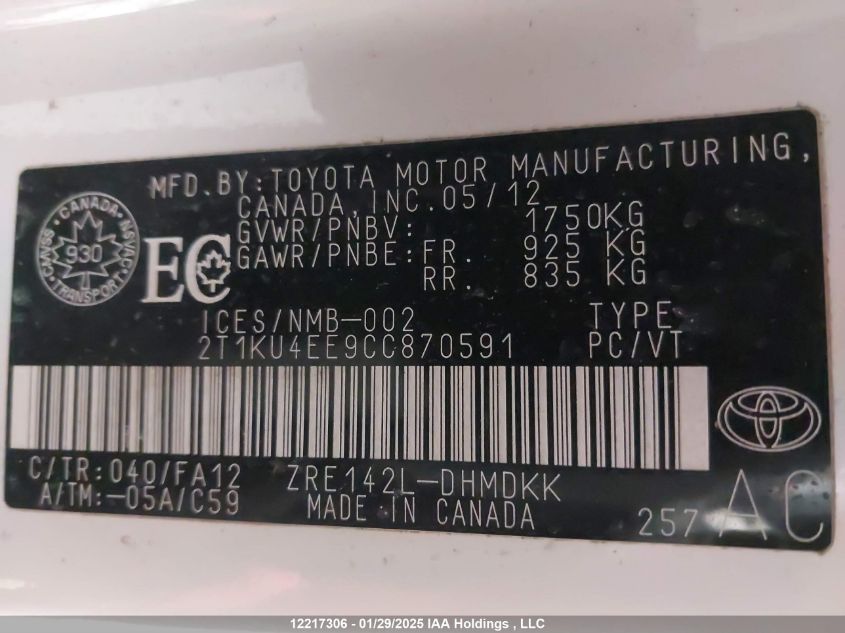 MFD. BY: TOYOTA MOTOR MANUFACTURING,
CANADA, INC. 05/12
GVWR/PNBV: 1750KG
GAWR/PNBE: FR. 925 KG
RR. 835 KG
CANADA
CMVSS NSVAC
930
TRANSPORT
EC
ICES/NMB-002 TYPE
2T1KU4EE9CC870591 PC/VT
C/TR: 040/FA12 ZRE142L-DHMDKK
A/TM:-05A/C59 MADE IN CANADA
257 AC
12217306 - 01/29/2025 IAA Holdings , LLC